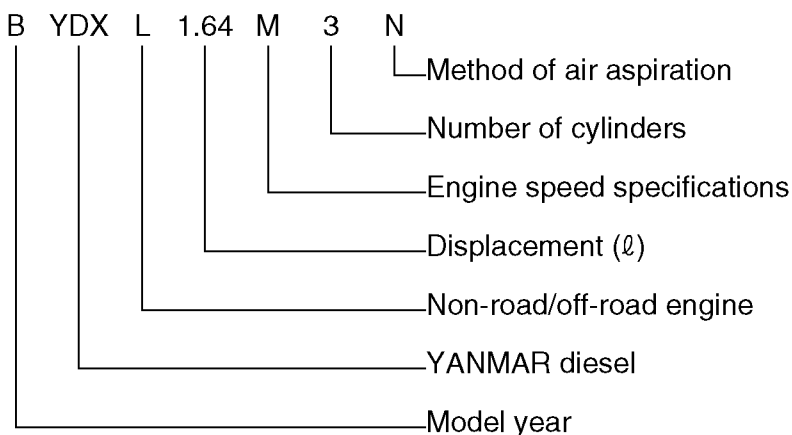 B YDX L 1.64 M 3 N
Method of air aspiration
Number of cylinders
Engine speed specifications
Displacement (ℓ)
Non-road/off-road engine
YANMAR diesel
Model year